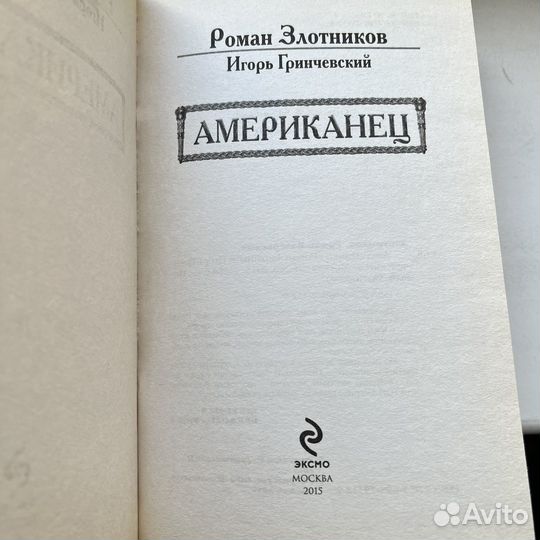 Роман Злотников
Игорь Гринчевский
АМЕРИКАНЕЦ
ЭКСМО
МОСКВА
2015
Avito